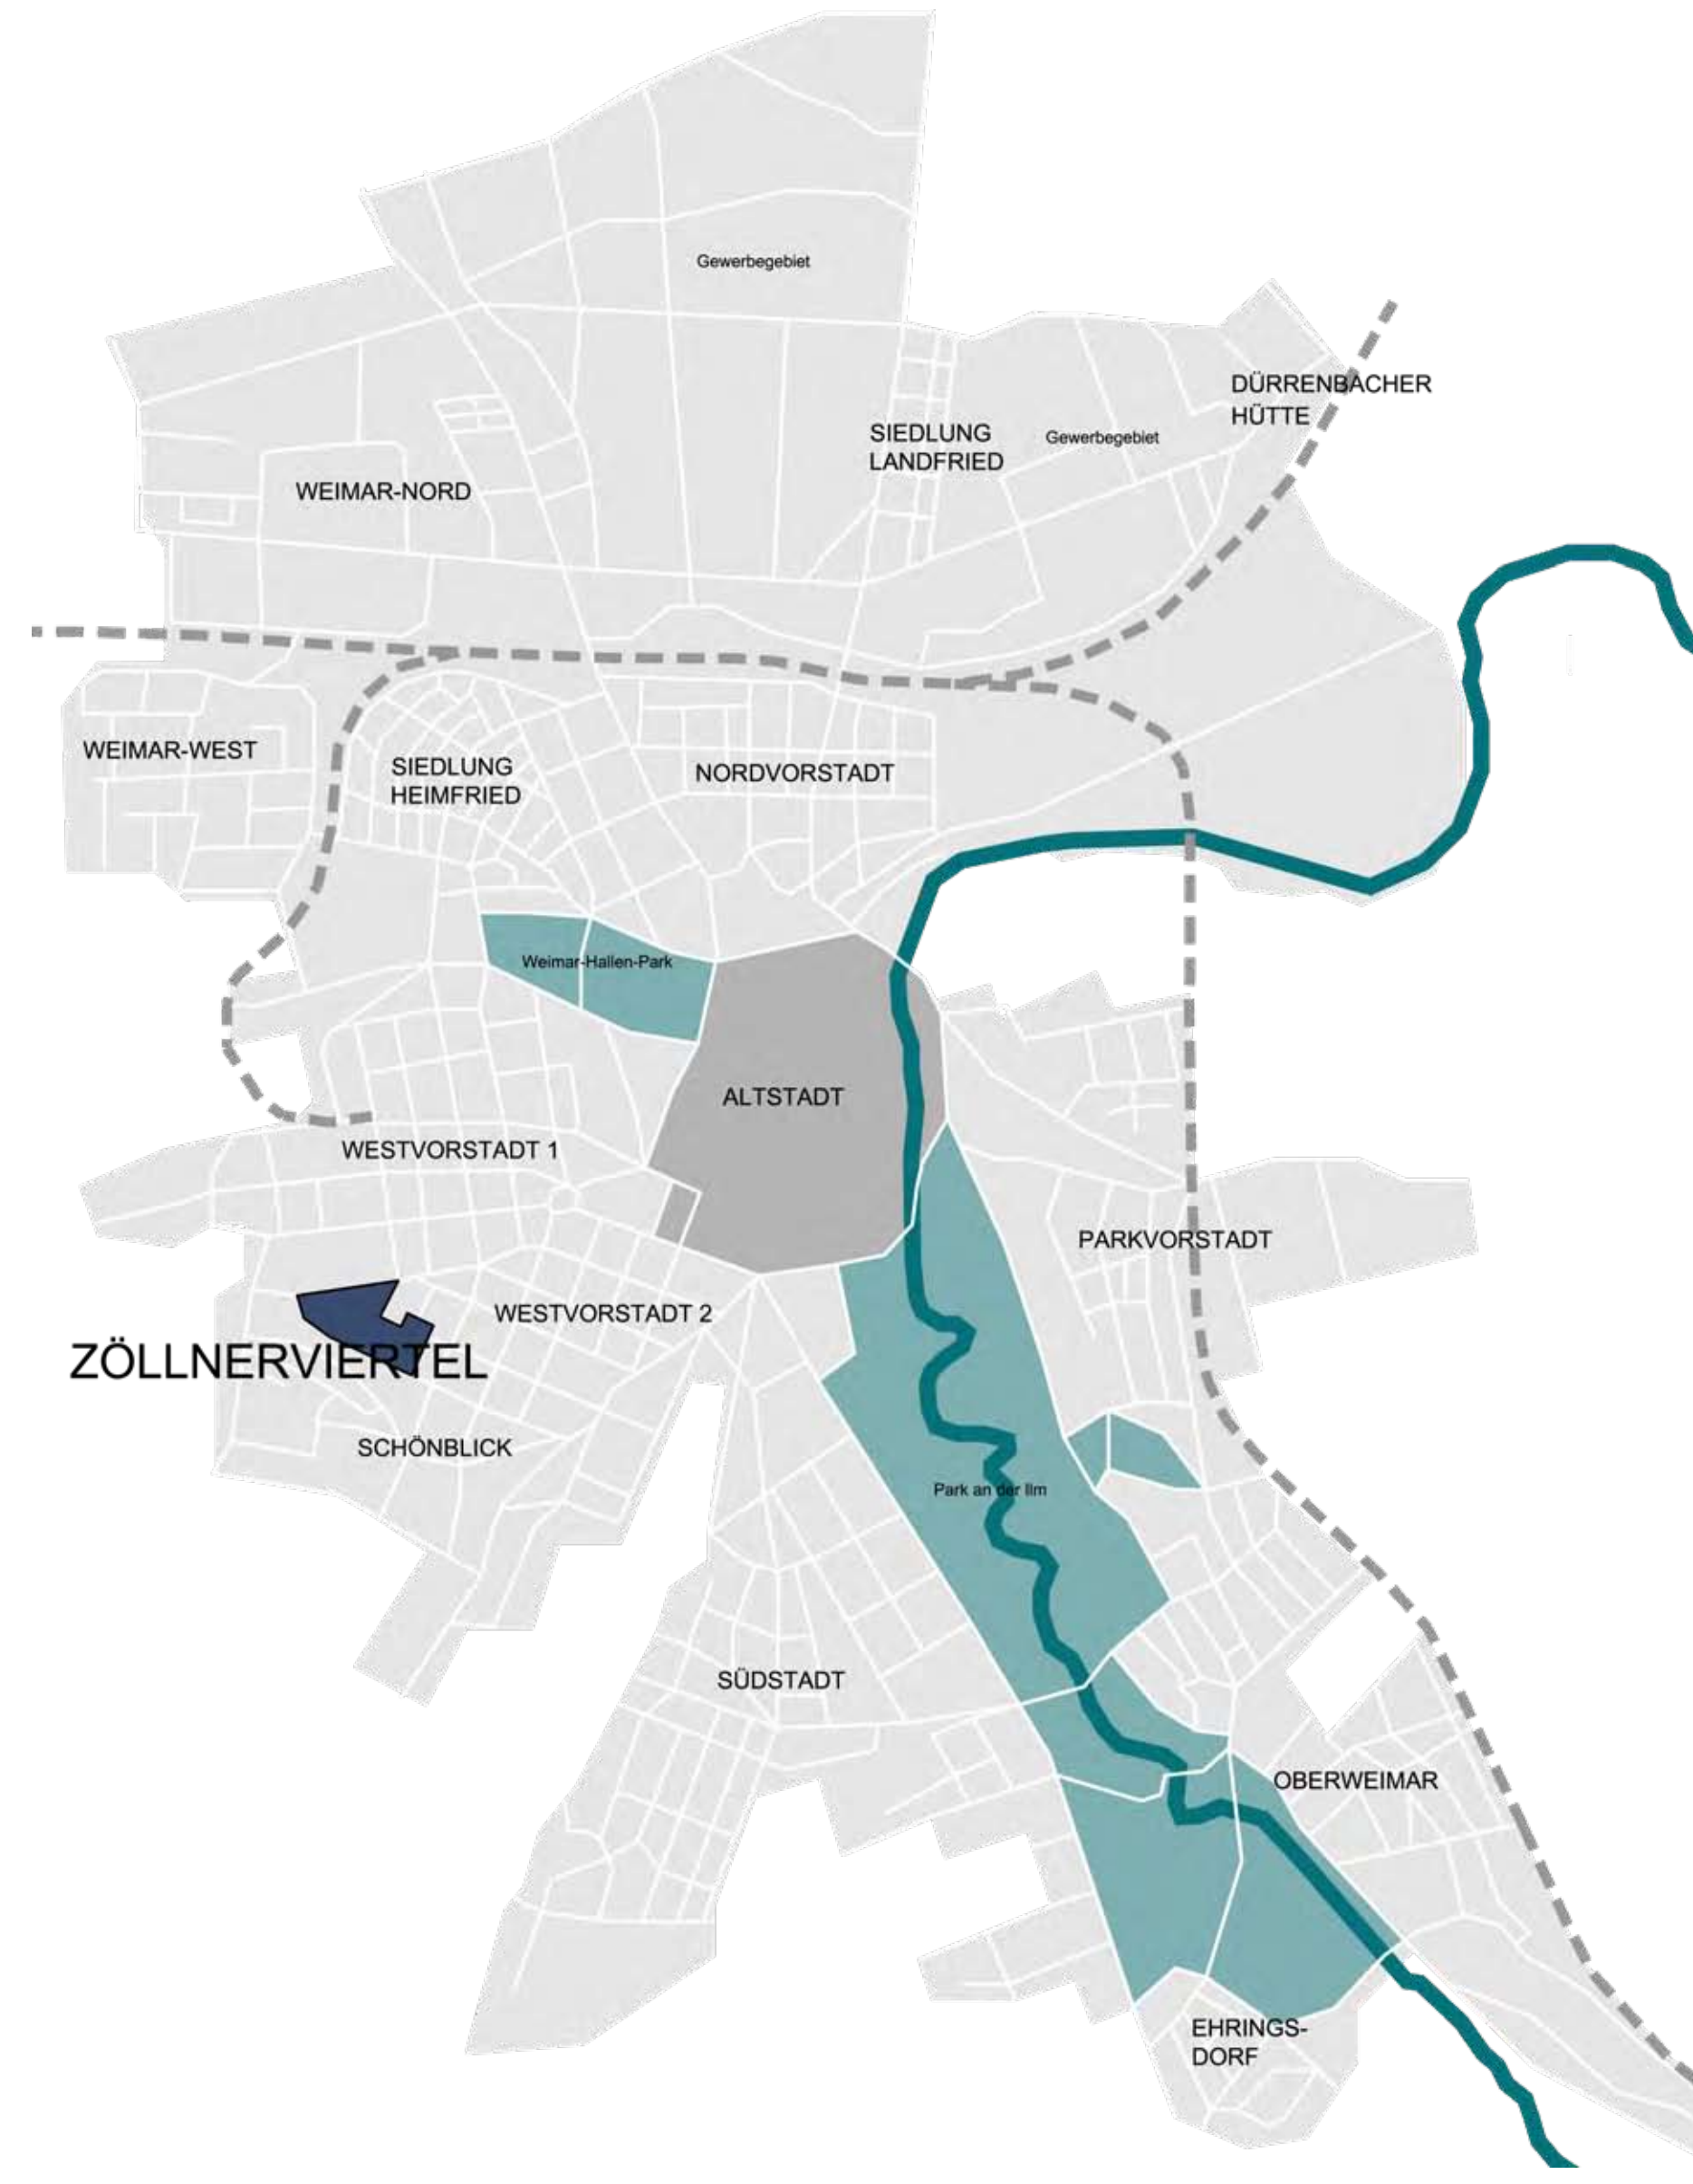 Gewerbegebiet
DÜRRENBACHER
HÜTTE
SIEDLUNG
LANDFRIED
Gewerbegebiet
WEIMAR-NORD
WEIMAR-WEST
SIEDLUNG
HEIMFRIED
NORDVORSTADT
Weimar-Hallen-Park
ALTSTADT
WESTVORSTADT 1
PARKVORSTADT
WESTVORSTADT 2
ZÖLLNERVIERTEL
SCHÖNBLICK
Park an der Ilm
SÜDSTADT
OBERWEIMAR
EHRINGS-
DORF